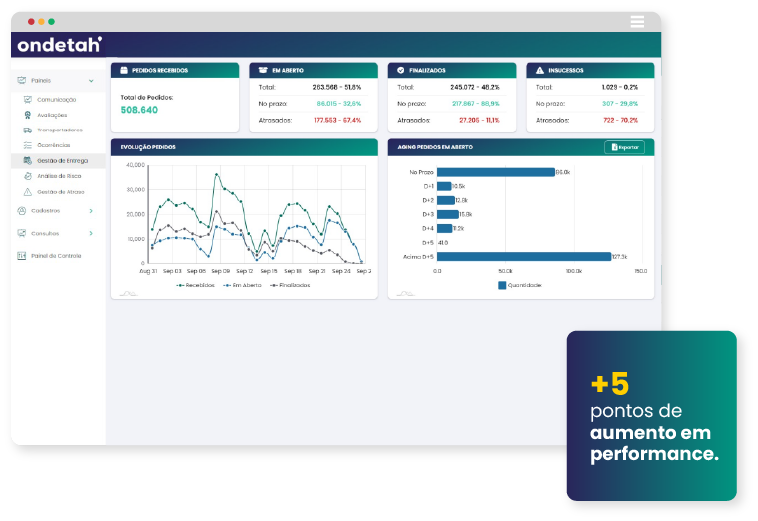 ondetah
Paineis
Comunicação
Avaliações
Transportadoras
Ocorrências
Gestão de Entrega
Análise de Risco
Gestão de Atraso
Cadastros
Consultas
Painel de Controle
PEDIDOS RECEBIDOS
Total de Pedidos:
508.640
EM ABERTO
Total: 263.568 - 51,8%
No prazo: 86.015 - 32,6%
Atrasados: 177.553 - 67,4%
FINALIZADOS
Total: 245.072 - 48,2%
No prazo: 217.867 - 88,9%
Atrasados: 27.205 - 11,1%
INSUCESSOS
Total: 1.029 - 0,2%
No prazo: 307 - 29,8%
Atrasados: 722 - 70,2%
EVOLUÇÃO PEDIDOS
40,000
30,000
20,000
10,000
0
Aug 31 Sep 03 Sep 06 Sep 09 Sep 12 Sep 15 Sep 18 Sep 21 Sep 24 Sep 2
Recebidos Em Aberto Finalizados
AGING PEDIDOS EM ABERTO
Exportar
No Prazo 86.0k
D+1 10.5k
D+2 12.8k
D+3 15.8k
D+4 11.2k
D+5 41.0
Acima D+5 127.3k
0.0 50.0k 100.0k 150.0
Quantidade:
+5
pontos de
aumento em
performance.